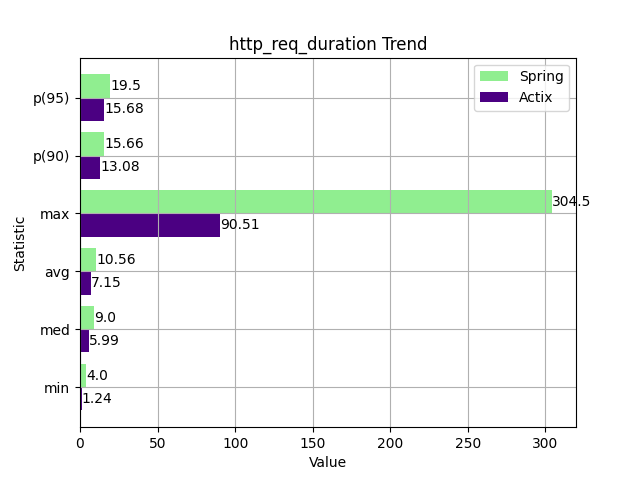 http_req_duration Trend
Spring
Actix
p(95)
19.5
15.68
p(90)
15.66
13.08
max
304.5
90.51
avg
10.56
7.15
med
9.0
5.99
min
4.0
1.24
Statistic
0 50 100 150 200 250 300
Value